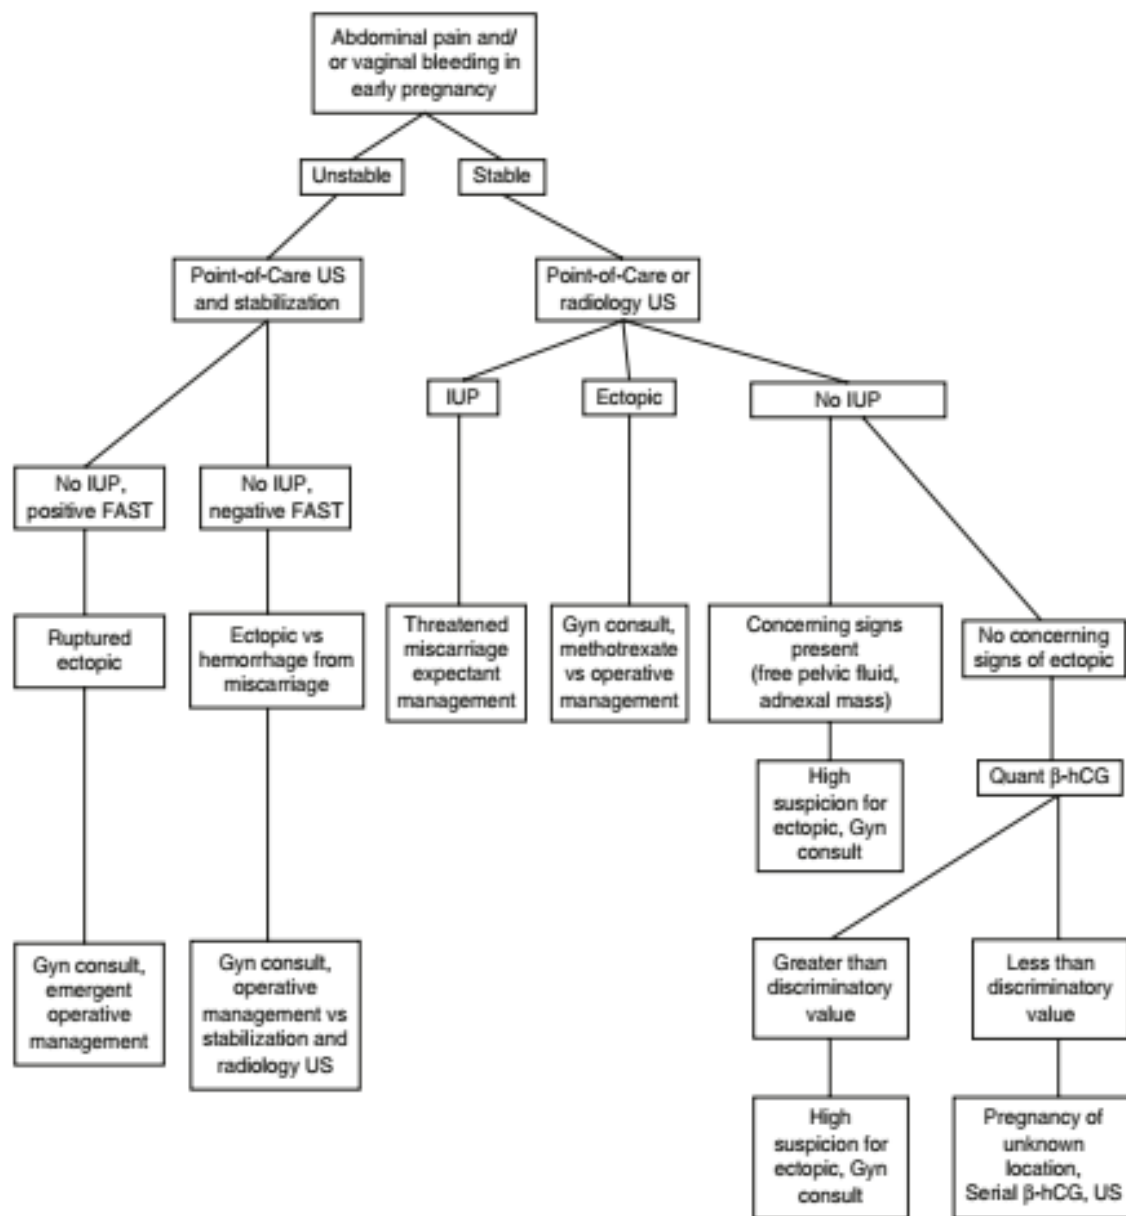 Abdominal pain and/
or vaginal bleeding in
early pregnancy
Unstable
Stable
Point-of-Care US
and stabilization
Point-of-Care or
radiology US
IUP
Ectopic
No IUP
No IUP,
positive FAST
No IUP,
negative FAST
Ruptured
ectopic
Ectopic vs
hemorrhage from
miscarriage
Threatened
miscarriage
expectant
management
Gyn consult,
methotrexate
vs operative
management
Concerning signs
present
(free pelvic fluid,
adnexal mass)
No concerning
signs of ectopic
High
suspicion for
ectopic, Gyn
consult
Quant β-hCG
Gyn consult,
emergent
operative
management
Gyn consult,
operative
management vs
stabilization and
radiology US
Greater than
discriminatory
value
Less than
discriminatory
value
High
suspicion for
ectopic, Gyn
consult
Pregnancy of
unknown
location,
Serial β-hCG, US